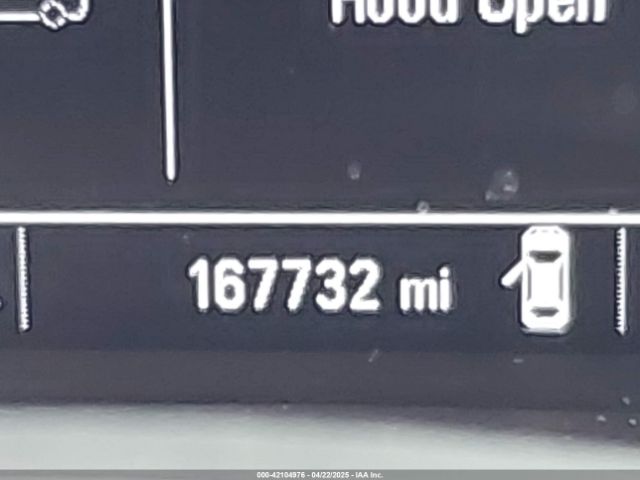 Hood Open
167732 mi
000-42104976 - 04/22/2025 - IAA Inc.